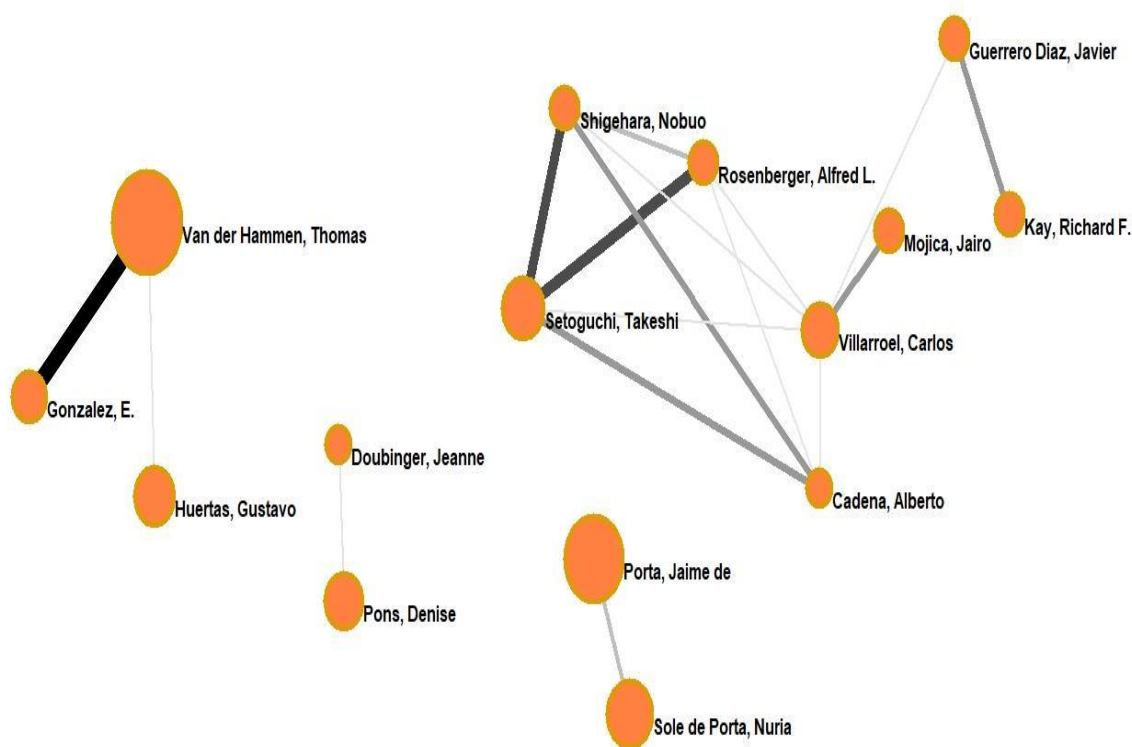 Guerrero Diaz, Javier
Shigehara, Nobuo
Rosenberger, Alfred L.
Kay, Richard F.
Van der Hammen, Thomas
Mojica, Jairo
Setoguchi, Takeshi
Villarroel, Carlos
Gonzalez, E.
Doubinger, Jeanne
Cadena, Alberto
Huertas, Gustavo
Porta, Jaime de
Pons, Denise
Sole de Porta, Nuria